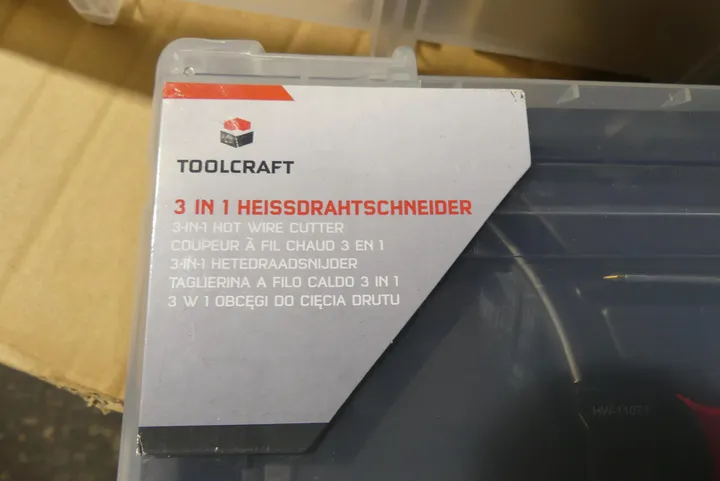 TOOLCRAFT
3 IN 1 HEISSDRAHTSCHNEIDER
3-IN-1 HOT WIRE CUTTER
COUPEUR À FIL CHAUD 3 EN 1
3-IN-1 HETEDRAADSNIJDER
TAGLIERINA A FILO CALDO 3 IN 1
3 W 1 OBCĘGI DO CIĘCIA DRUTU